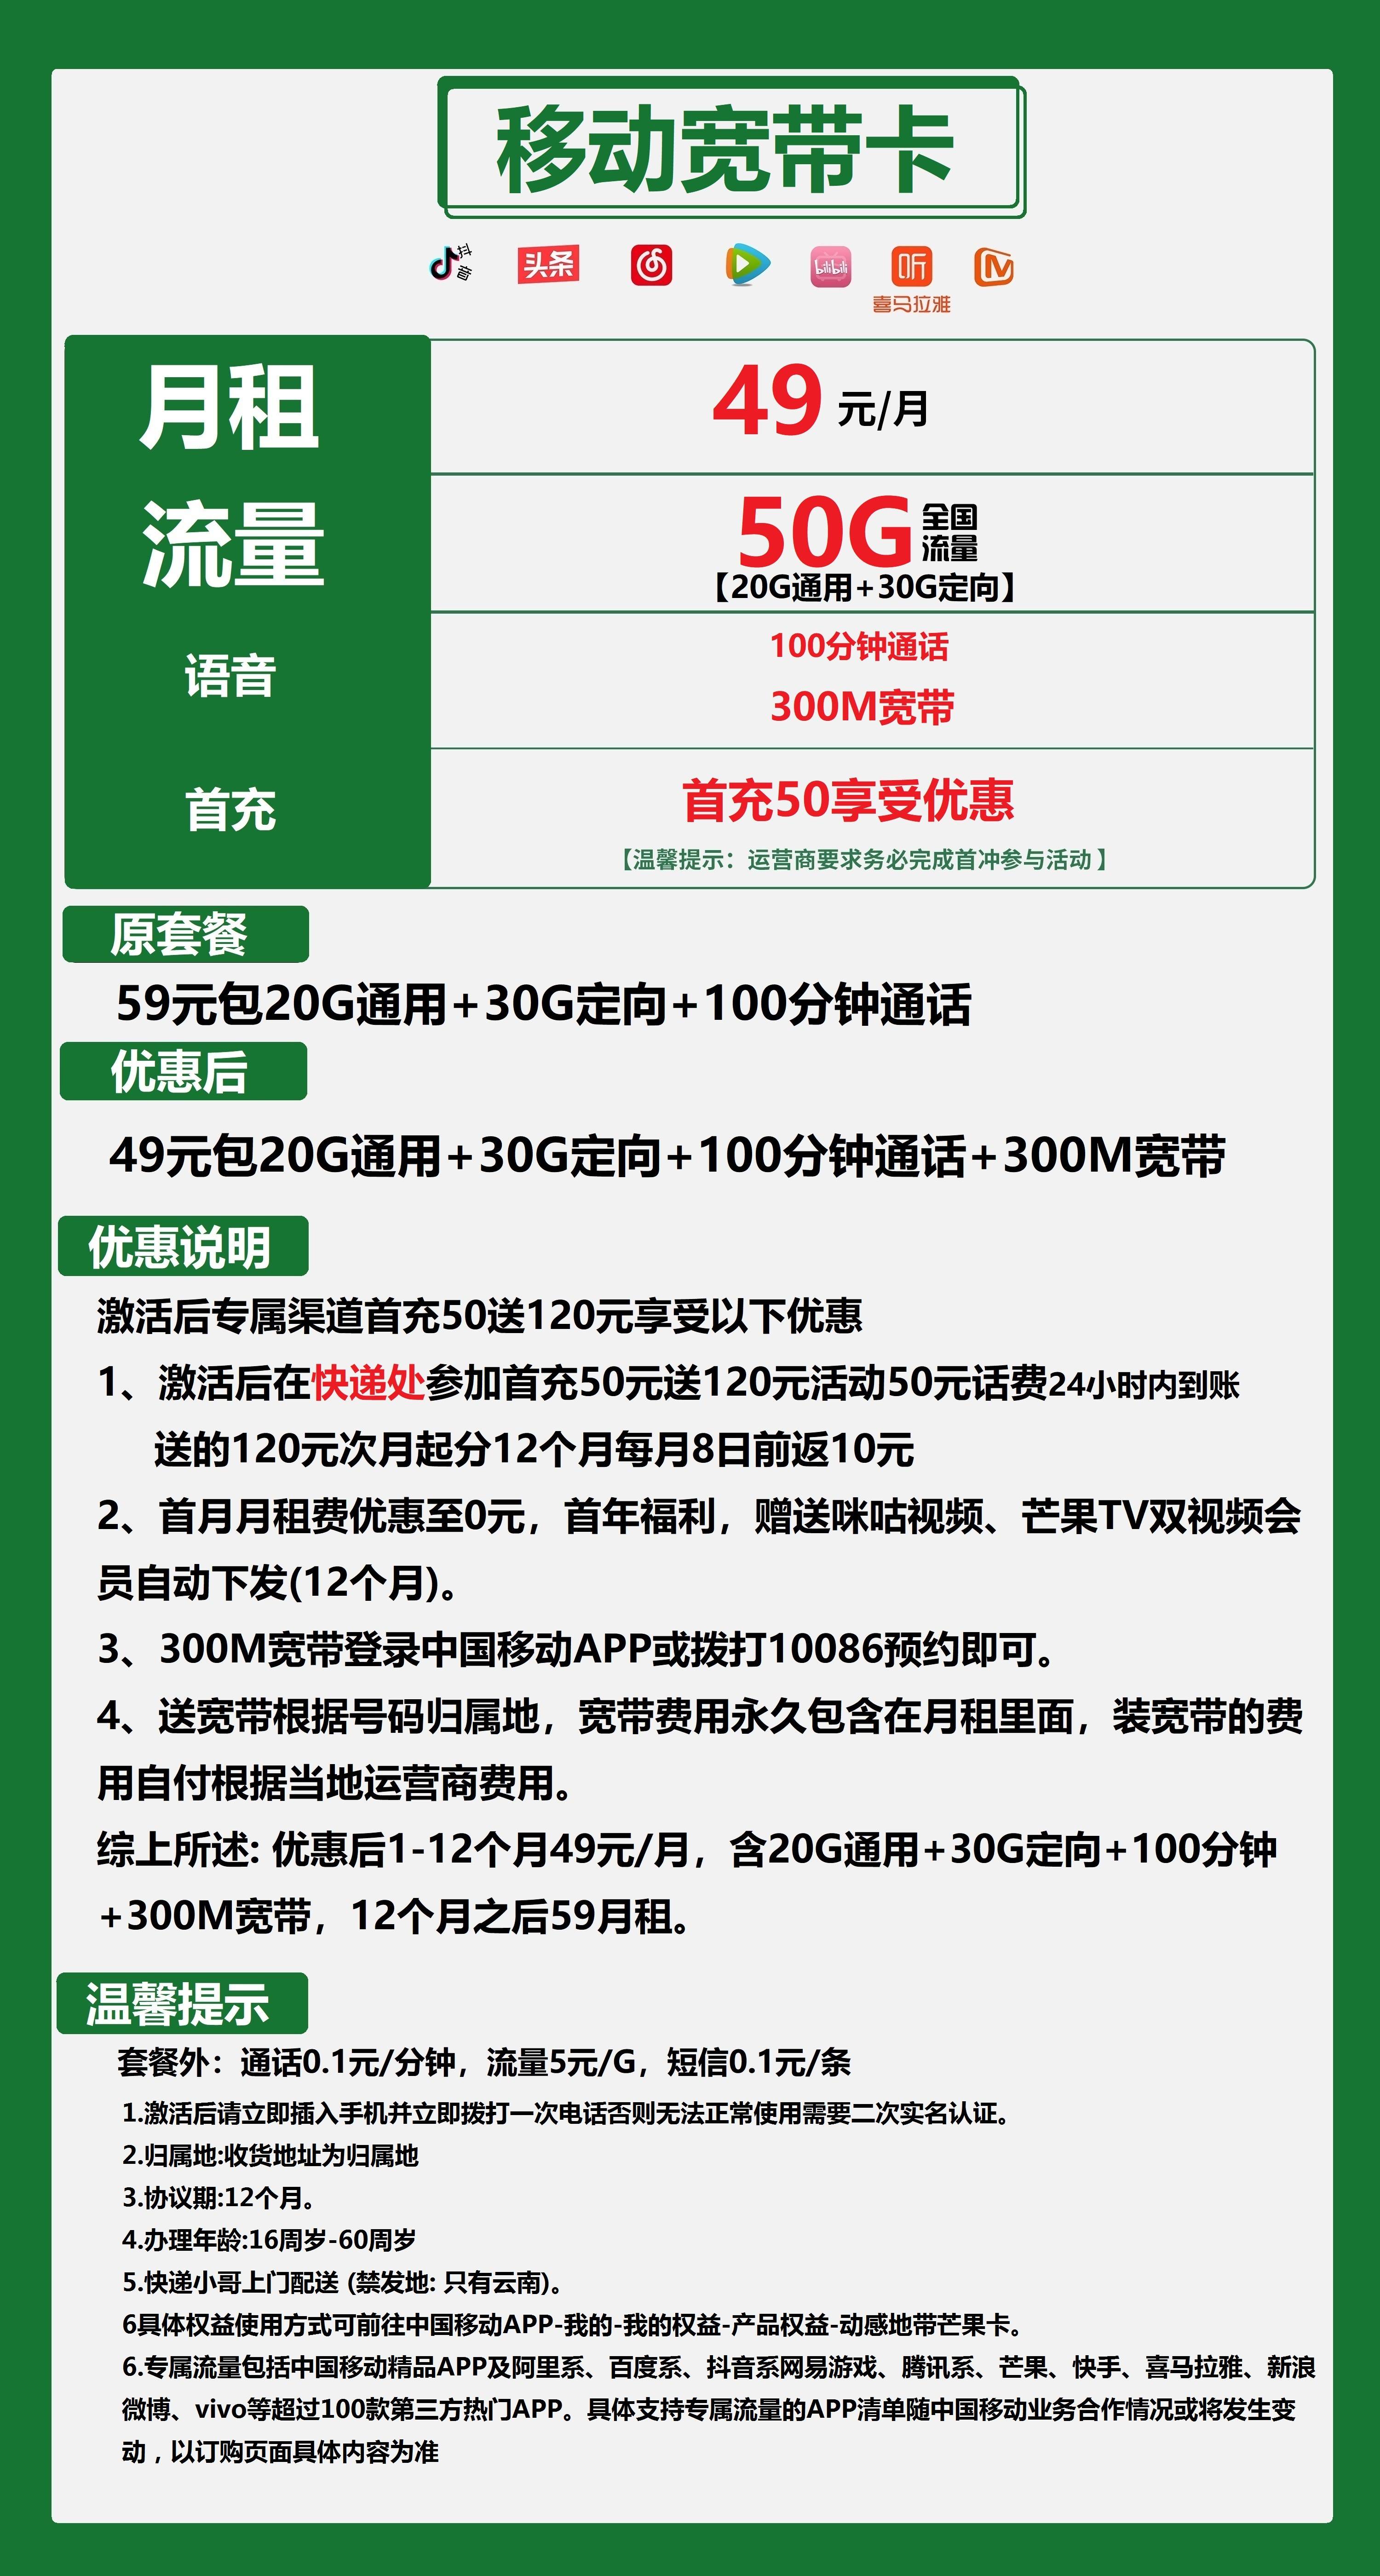 移动宽带卡
抖音
头条
bilibili
听
喜马拉雅
月租
49 元/月
流量
50G全国流量
【20G通用+30G定向】
语音
100分钟通话
300M宽带
首充
首充50享受优惠
【温馨提示：运营商要求务必完成首冲参与活动 】
原套餐
59元包20G通用+30G定向+100分钟通话
优惠后
49元包20G通用+30G定向+100分钟通话+300M宽带
优惠说明
激活后专属渠道首充50送120元享受以下优惠
1、激活后在快递处参加首充50元送120元活动50元话费24小时内到账
送的120元次月起分12个月每月8日前返10元
2、首月月租费优惠至0元，首年福利，赠送咪咕视频、芒果TV双视频会
员自动下发(12个月)。
3、300M宽带登录中国移动APP或拨打10086预约即可。
4、送宽带根据号码归属地，宽带费用永久包含在月租里面，装宽带的费
用自付根据当地运营商费用。
综上所述: 优惠后1-12个月49元/月，含20G通用+30G定向+100分钟
+300M宽带，12个月之后59月租。
温馨提示
套餐外：通话0.1元/分钟，流量5元/G，短信0.1元/条
1.激活后请立即插入手机并立即拨打一次电话否则无法正常使用需要二次实名认证。
2.归属地:收货地址为归属地
3.协议期:12个月。
4.办理年龄:16周岁-60周岁
5.快递小哥上门配送 (禁发地: 只有云南)。
6具体权益使用方式可前往中国移动APP-我的-我的权益-产品权益-动感地带芒果卡。
6.专属流量包括中国移动精品APP及阿里系、百度系、抖音系网易游戏、腾讯系、芒果、快手、喜马拉雅、新浪
微博、vivo等超过100款第三方热门APP。具体支持专属流量的APP清单随中国移动业务合作情况或将发生变
动，以订购页面具体内容为准